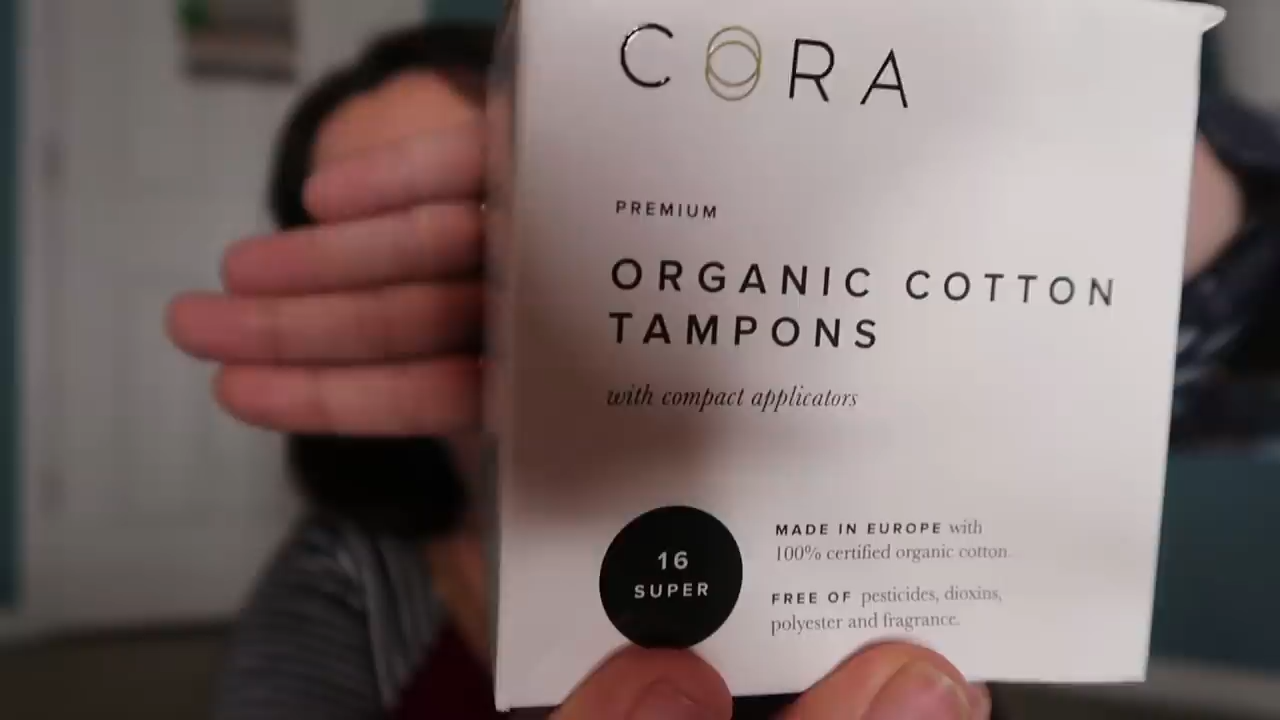 CORA
PREMIUM
ORGANIC COTTON
TAMPONS
with compact applicators
16
SUPER
MADE IN EUROPE with
100% certified organic cotton.
FREE OF pesticides, dioxins,
polyester and fragrance.